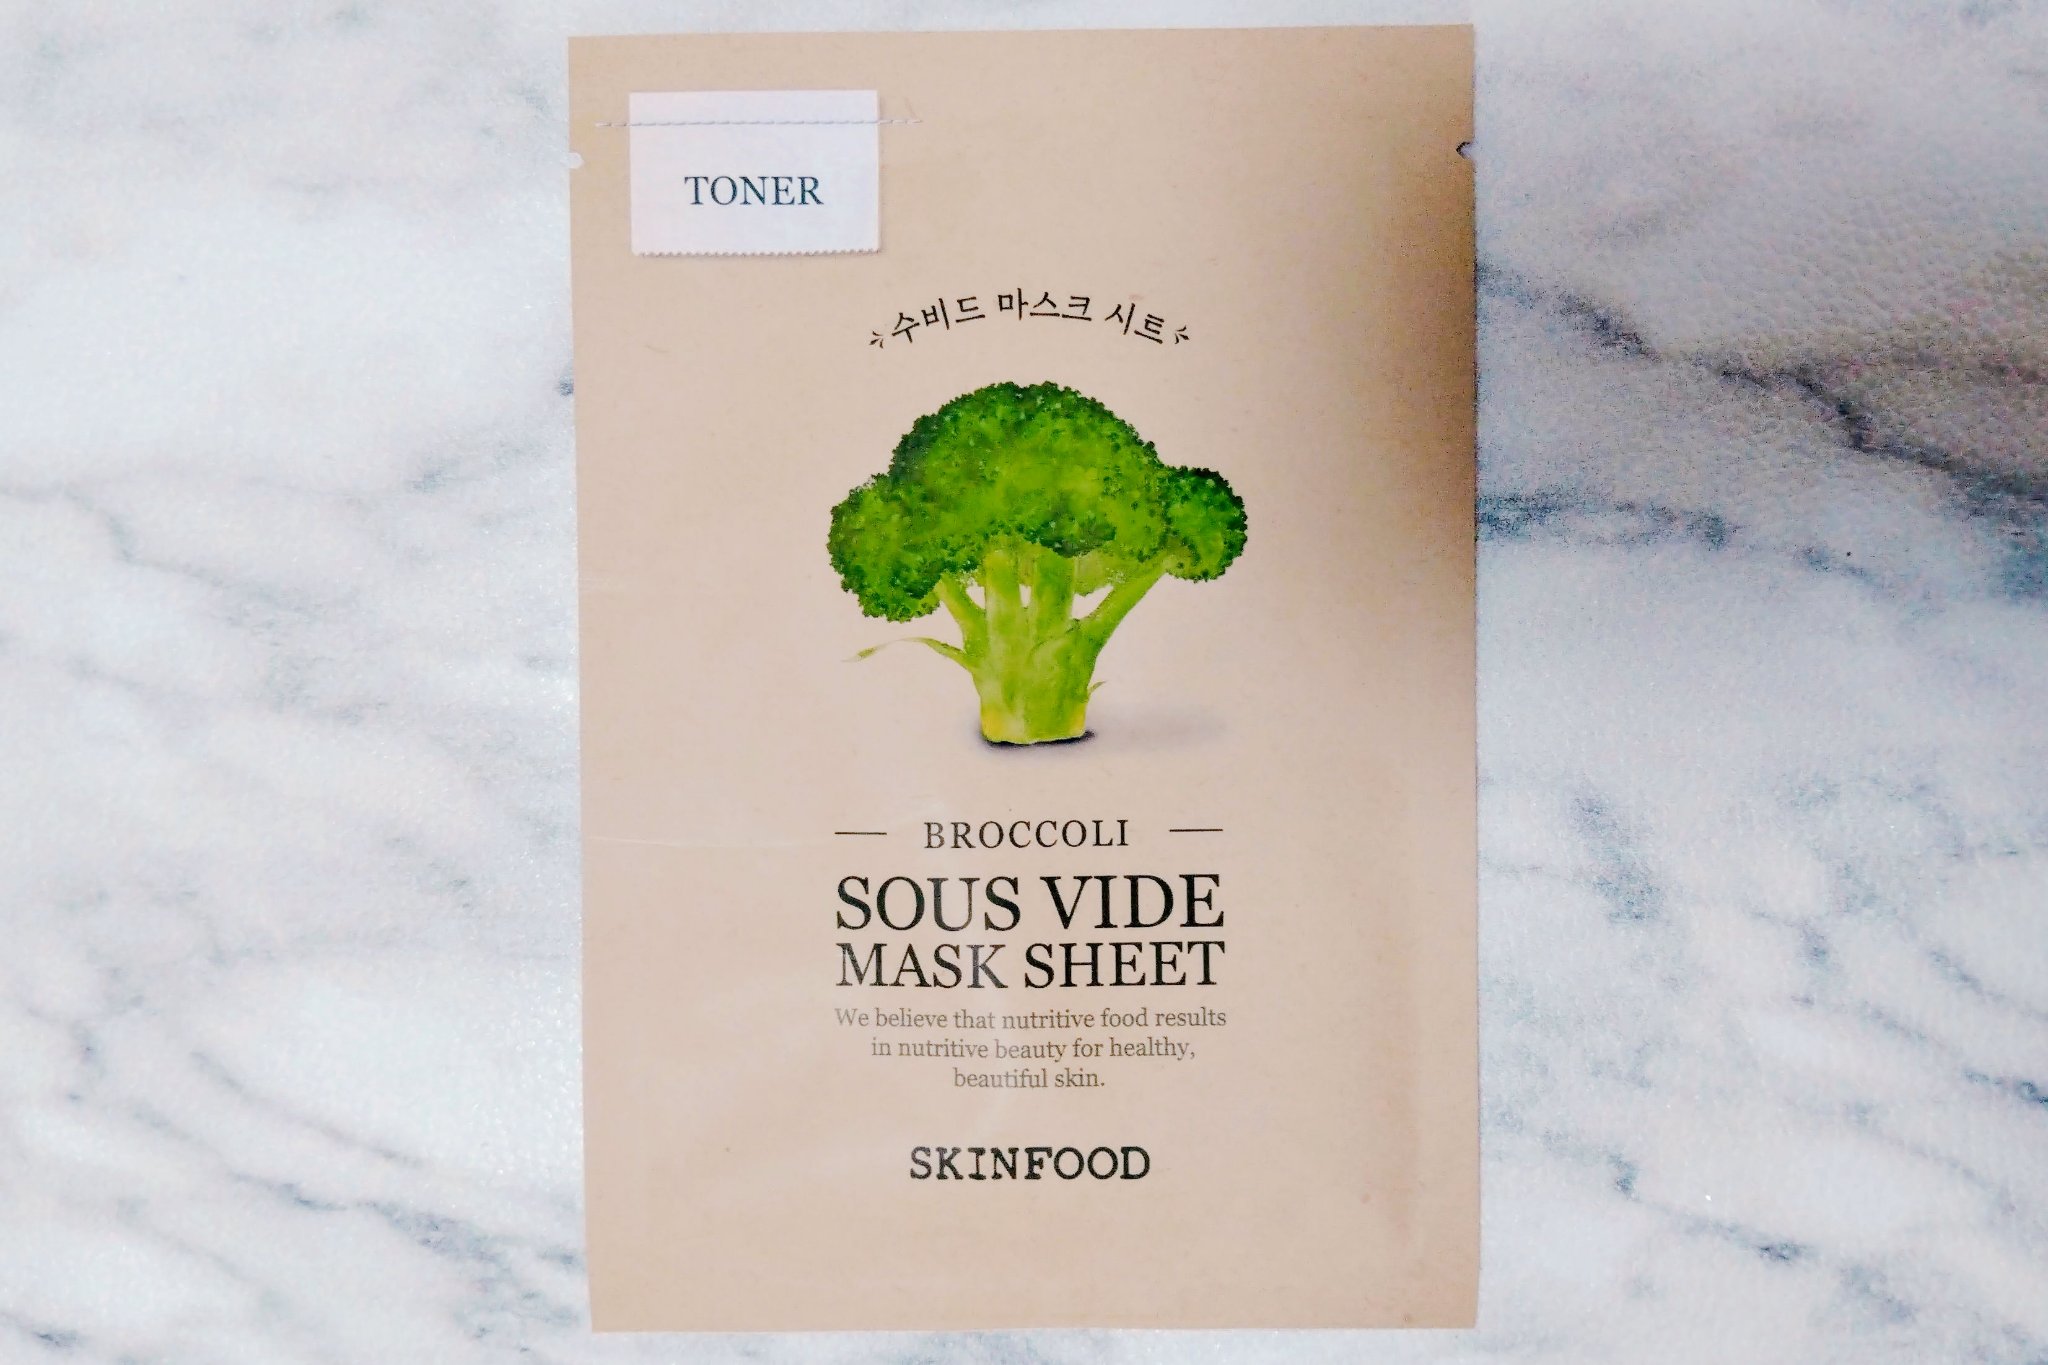 TONER
수비드 마스크 시트
BROCCOLI
SOUS VIDE
MASK SHEET
We believe that nutritive food results
in nutritive beauty for healthy,
beautiful skin.
SKINFOOD